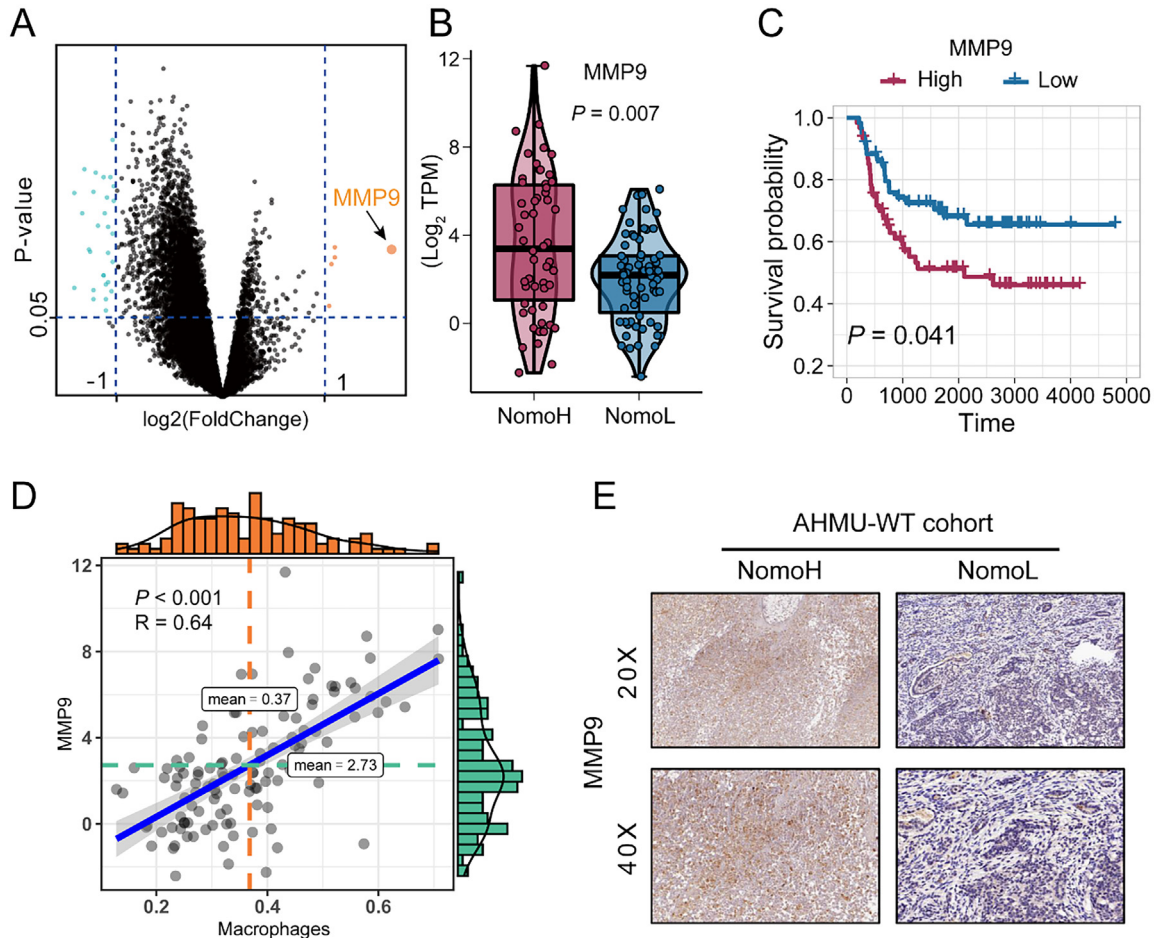 A
P-value
0.05
-1
1
MMP9
log2(FoldChange)
B
(Log2 TPM)
12
8
4
0
MMP9
P = 0.007
NomoH
NomoL
C
MMP9
High
Low
Survival probability
1.0
0.8
0.6
0.4
0.2
P = 0.041
0
1000
2000
3000
4000
5000
Time
D
MMP9
12
8
4
0
P < 0.001
R = 0.64
mean = 0.37
mean = 2.73
0.2
0.4
0.6
Macrophages
E
AHMU-WT cohort
NomoH
NomoL
MMP9
20X
40X